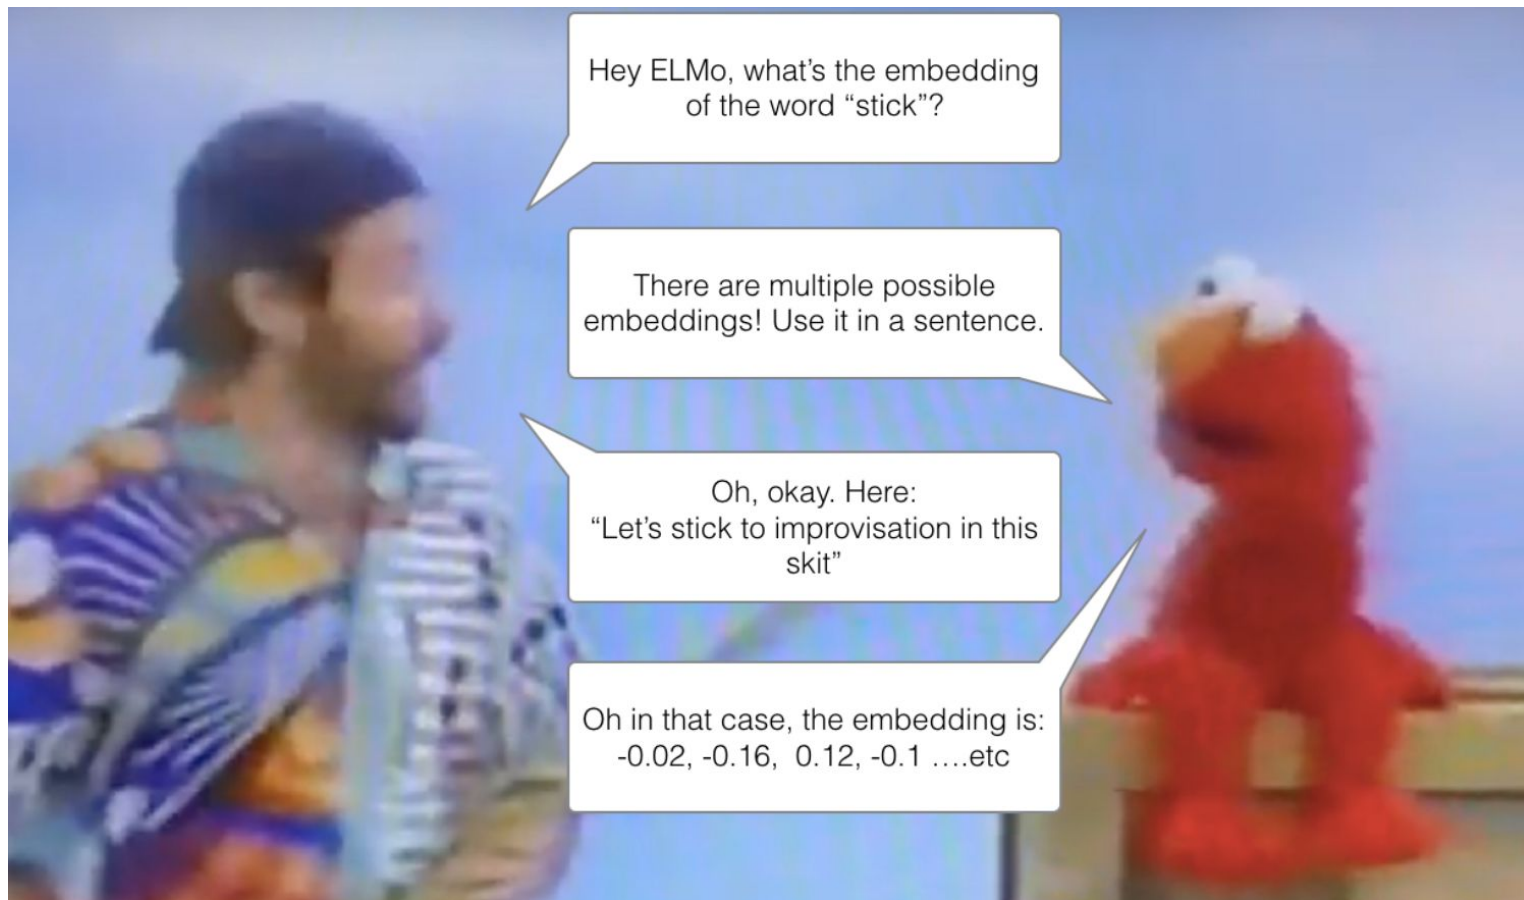 Hey ELMo, what's the embedding
of the word “stick”?
There are multiple possible
embeddings! Use it in a sentence.
Oh, okay. Here:
“Let's stick to improvisation in this
skit”
Oh in that case, the embedding is:
-0.02, -0.16,  0.12, -0.1 ….etc